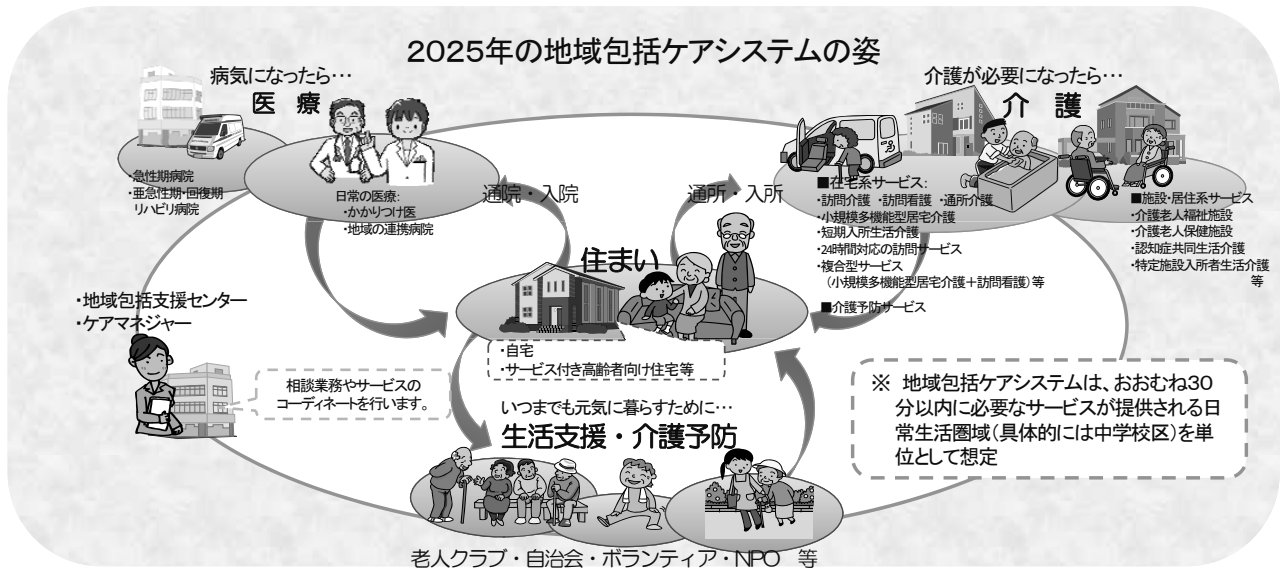 2025年の地域包括ケアシステムの姿
病気になったら…
医 療
・急性期病院
・亜急性期・回復期
リハビリ病院
日常の医療:
・かかりつけ医
・地域の連携病院
通院・入院
通所・入所
介護が必要になったら…
介 護
■在宅系サービス:
・訪問介護 ・訪問看護 ・通所介護
・小規模多機能型居宅介護
・短期入所生活介護
・24時間対応の訪問サービス
・複合型サービス
(小規模多機能型居宅介護+訪問看護)等
■介護予防サービス
■施設・居住系サービス
・介護老人福祉施設
・介護老人保健施設
・認知症共同生活介護
・特定施設入所者生活介護
等
住まい
・自宅
・サービス付き高齢者向け住宅等
・地域包括支援センター
・ケアマネジャー
相談業務やサービスの
コーディネートを行います。
いつまでも元気に暮らすために…
生活支援・介護予防
老人クラブ・自治会・ボランティア・NPO 等
※ 地域包括ケアシステムは、おおむね30
分以内に必要なサービスが提供される日
常生活圏域(具体的には中学校区)を単
位として想定